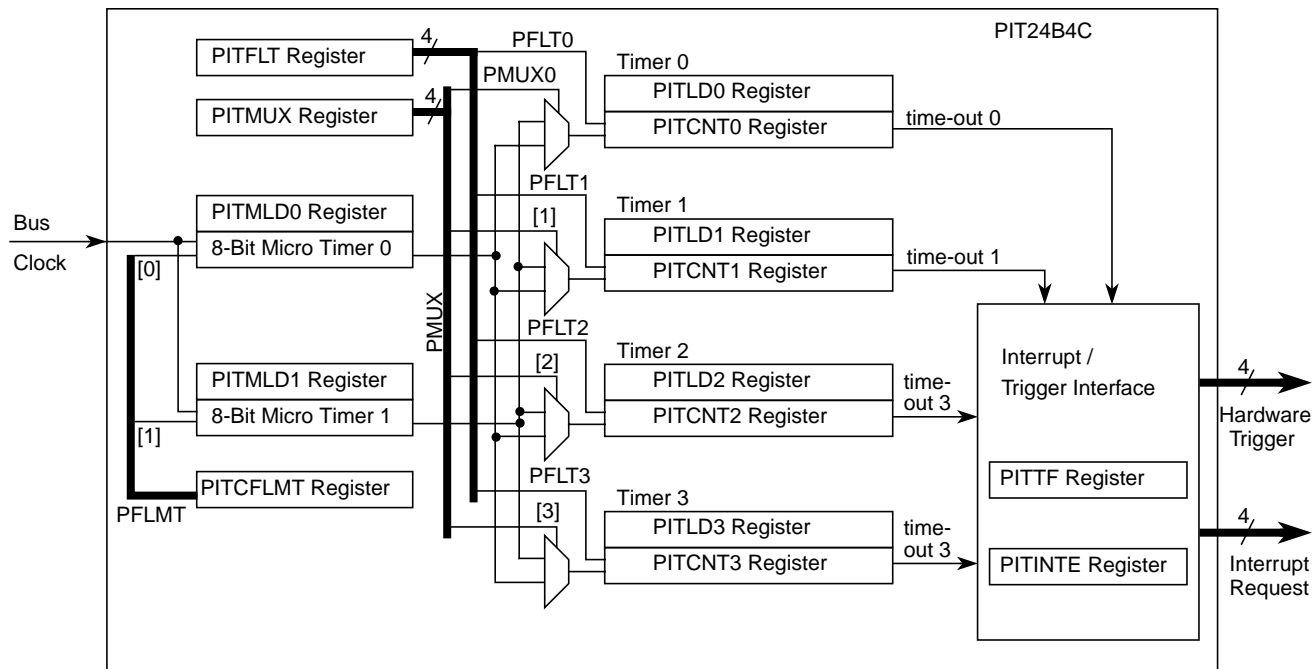 PIT24B4C
PITFLT Register
4
PFLT0
Timer 0
PITLD0 Register
PITCNT0 Register
time-out 0
PITMUX Register
4
PMUX0
PFLT1
Timer 1
PITLD1 Register
PITCNT1 Register
time-out 1
[1]
Bus
Clock
PITMLD0 Register
8-Bit Micro Timer 0
[0]
PMUX
PFLT2
Timer 2
PITLD2 Register
PITCNT2 Register
time-
out 3
[2]
PITMLD1 Register
8-Bit Micro Timer 1
[1]
PITCFLMT Register
PFLMT
PFLT3
Timer 3
PITLD3 Register
PITCNT3 Register
time-
out 3
[3]
Interrupt /
Trigger Interface
PITTF Register
PITINTE Register
4
Hardware
Trigger
4
Interrupt
Request